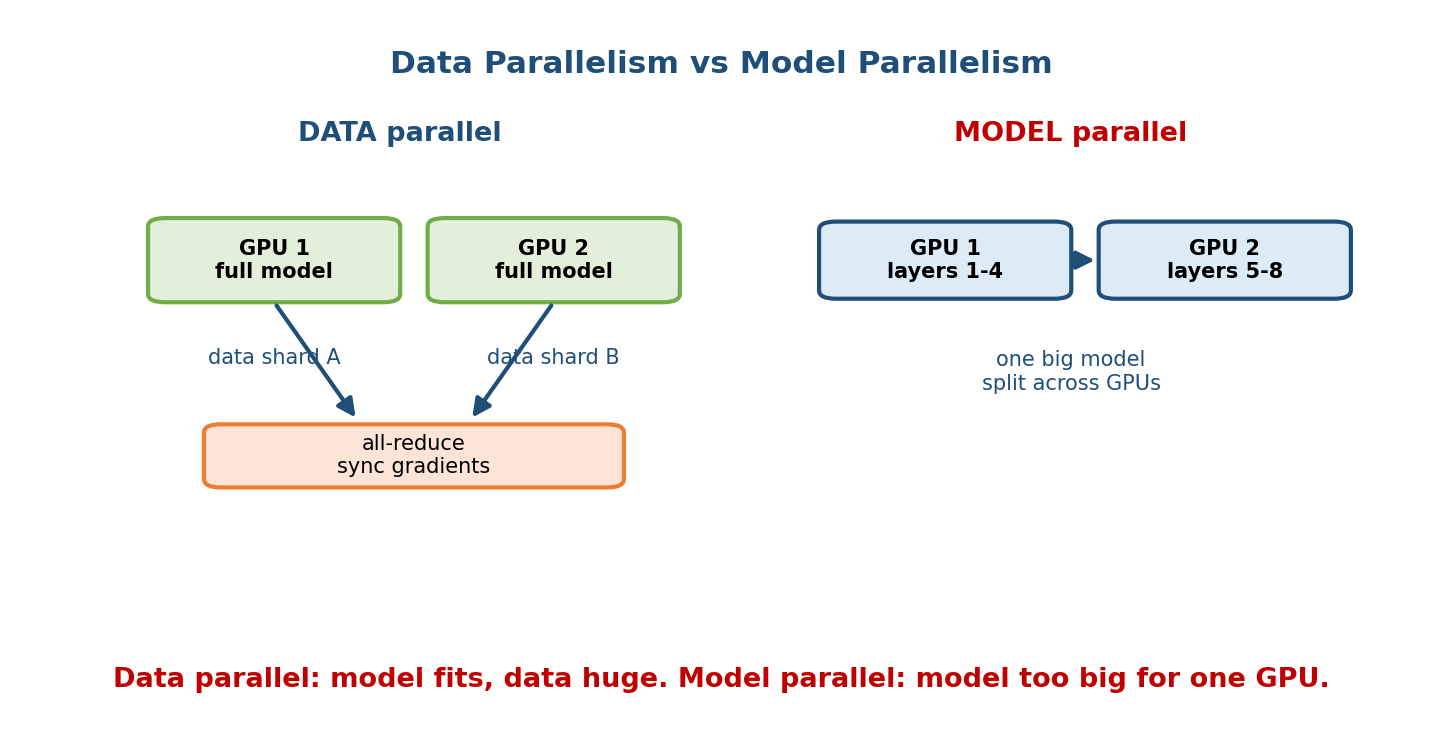 Data Parallelism vs Model Parallelism
DATA parallel
MODEL parallel
GPU 1
full model
GPU 2
full model
GPU 1
layers 1-4
GPU 2
layers 5-8
data shard A
data shard B
one big model
split across GPUs
all-reduce
sync gradients
Data parallel: model fits, data huge. Model parallel: model too big for one GPU.